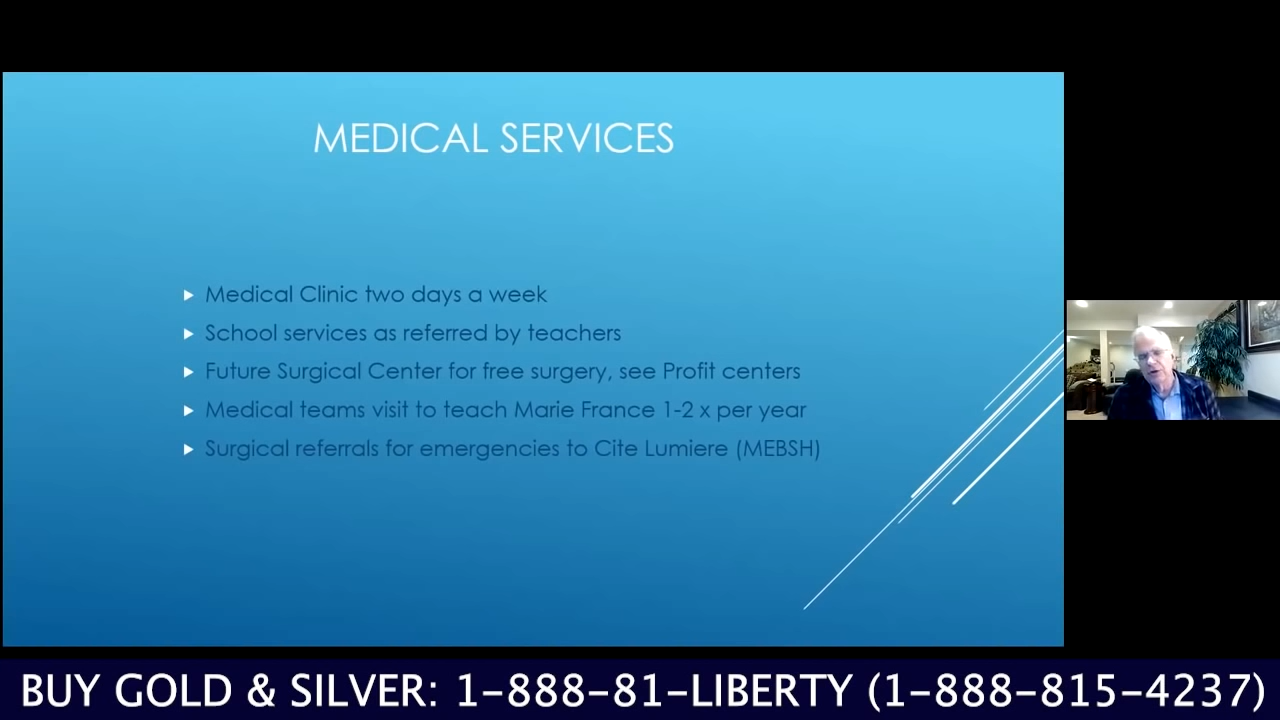 MEDICAL SERVICES
Medical Clinic two days a week
School services as referred by teachers
Future Surgical Center for free surgery, see Profit centers
Medical teams visit to teach Marie France 1-2 x per year
Surgical referrals for emergencies to Cite Lumiere (MEBSH)
BUY GOLD & SILVER: 1-888-81-LIBERTY (1-888-815-4237)